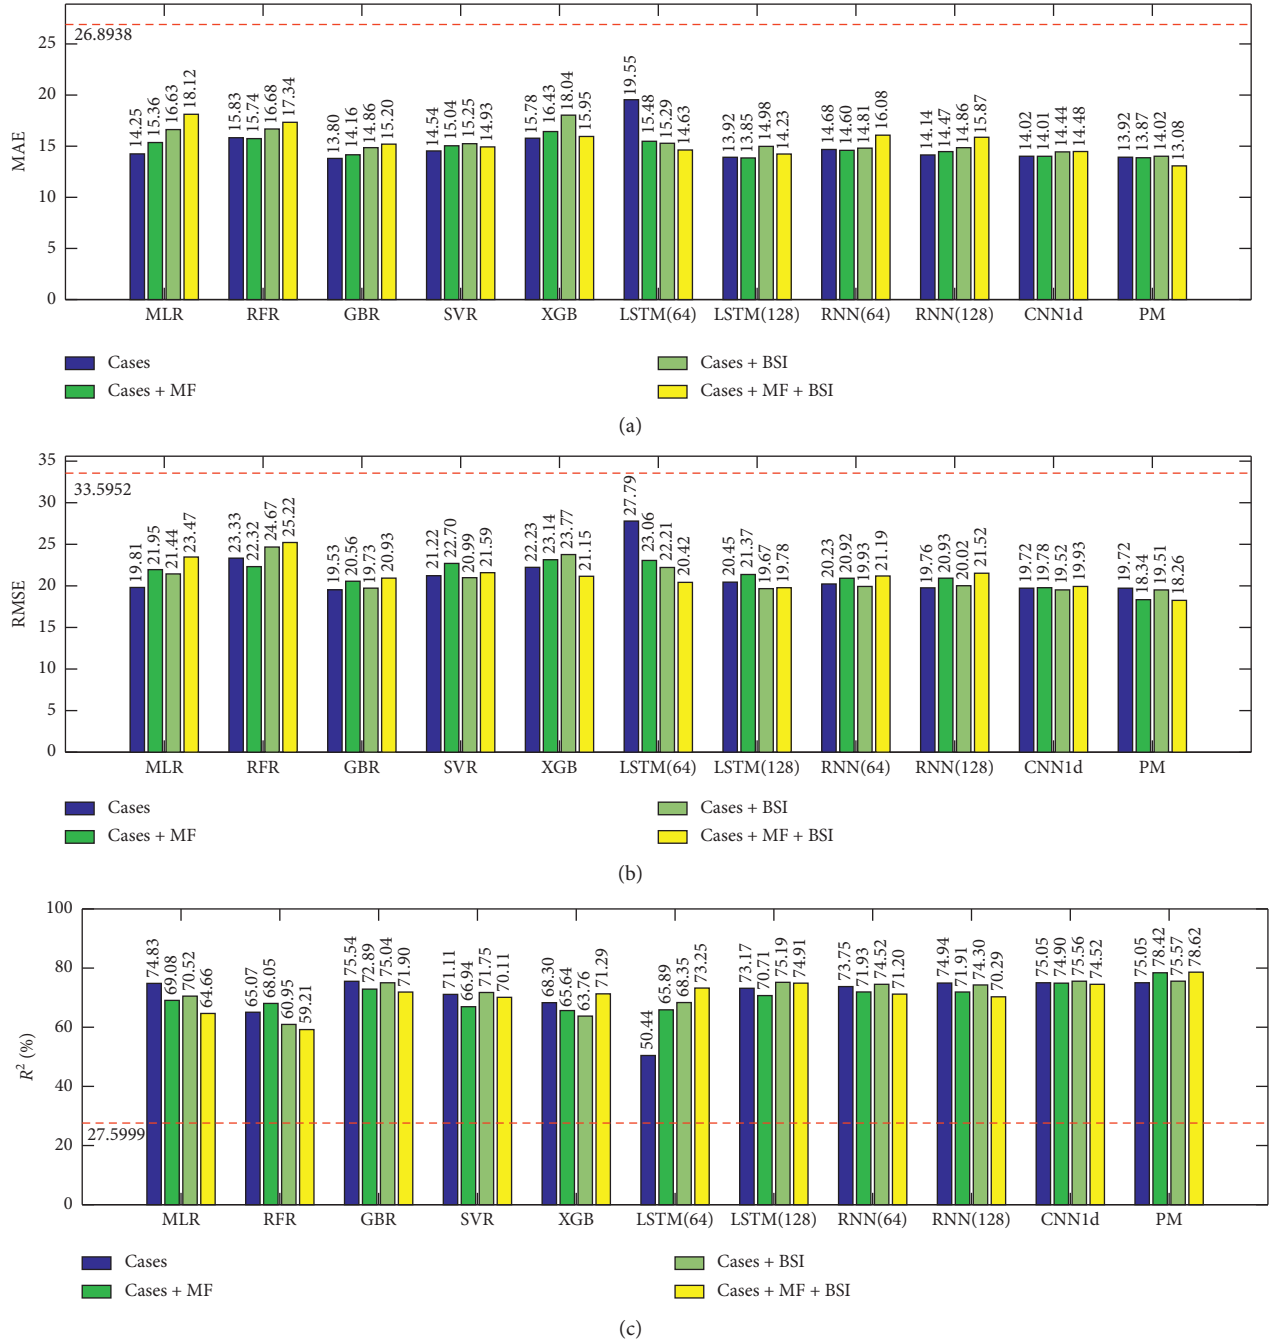 26.8938
MAE
25
20
15
10
5
0
14.25 15.36 16.63 18.12
15.83 15.74 16.68 17.34
13.80 14.16 14.86 15.20
14.54 15.04 15.25 14.93
15.78 16.43 18.04 15.95
19.55 15.48 15.29 14.63
13.92 13.85 14.98 14.23
14.68 14.60 14.81 16.08
14.14 14.47 14.86 15.87
14.02 14.01 14.44 14.48
13.92 13.87 14.02 13.08
MLR RFR GBR SVR XGB LSTM(64) LSTM(128) RNN(64) RNN(128) CNN1d PM
Cases
Cases + MF
Cases + BSI
Cases + MF + BSI
(a)
33.5952
RMSE
35
30
25
20
15
10
5
0
19.81 21.95 21.44 23.47
23.33 22.32 24.67 25.22
19.53 20.56 19.73 20.93
21.22 22.70 20.99 21.59
22.23 23.14 23.77 21.15
27.79 23.06 22.21 20.42
20.45 21.37 19.67 19.78
20.23 20.92 19.93 21.19
19.76 20.93 20.02 21.52
19.72 19.78 19.52 19.93
19.72 18.34 19.51 18.26
MLR RFR GBR SVR XGB LSTM(64) LSTM(128) RNN(64) RNN(128) CNN1d PM
Cases
Cases + MF
Cases + BSI
Cases + MF + BSI
(b)
27.5999
R² (%)
100
80
60
40
20
0
74.83 69.08 70.52 64.66
65.07 68.05 60.95 59.21
75.54 72.89 75.04 71.90
71.11 66.94 71.75 70.11
68.30 65.64 63.76 71.29
50.44 65.89 68.35 73.25
73.17 70.71 75.19 74.91
73.75 71.93 74.52 71.20
74.94 71.91 74.30 70.29
75.05 74.90 75.56 74.52
75.05 78.42 75.57 78.62
MLR RFR GBR SVR XGB LSTM(64) LSTM(128) RNN(64) RNN(128) CNN1d PM
Cases
Cases + MF
Cases + BSI
Cases + MF + BSI
(c)